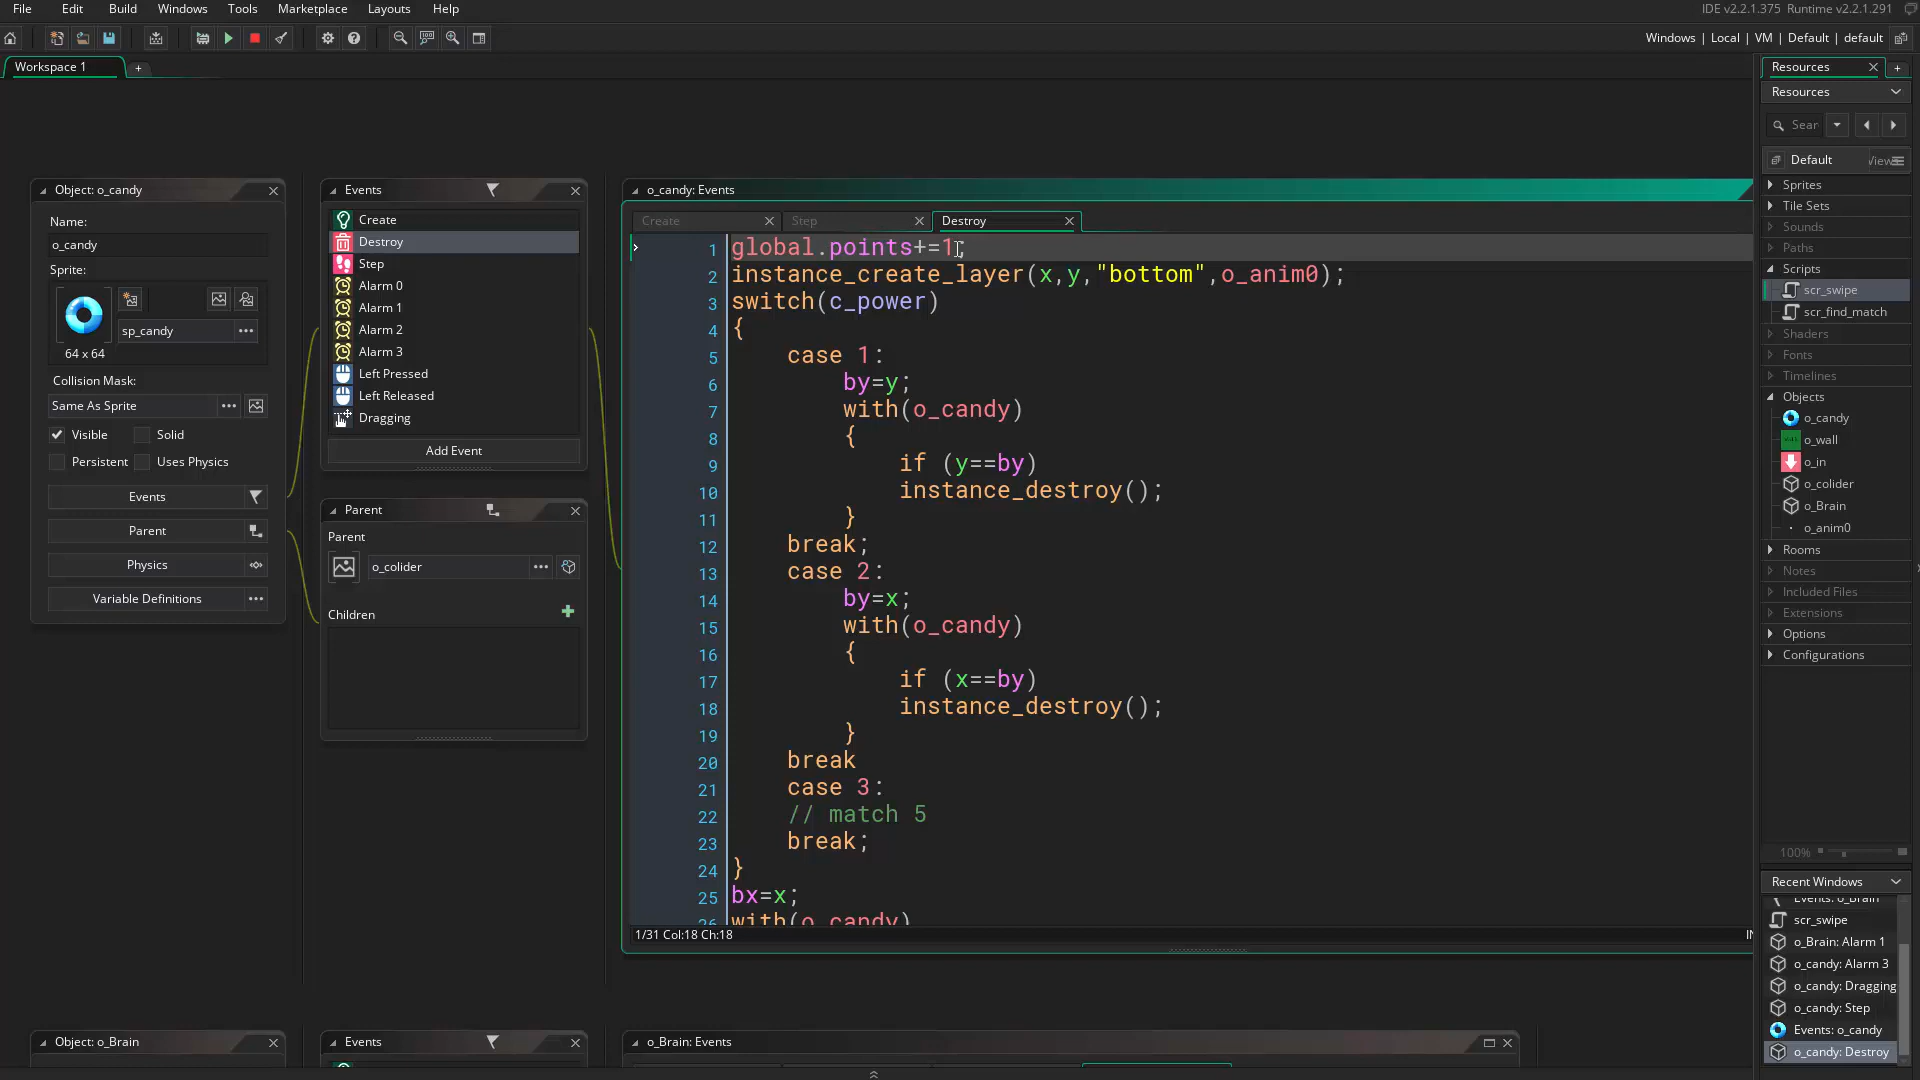 File Edit Build Windows Tools Marketplace Layouts Help
IDE v2.2.1.375 Runtime v2.2.1.291
Windows | Local | VM | Default | default
Workspace 1
Object: o_candy
Name:
o_candy
Sprite:
sp_candy
64 x 64
Collision Mask:
Same As Sprite
Visible Solid
Persistent Uses Physics
Events
Parent
Physics
Variable Definitions
Events
Create
Destroy
Step
Alarm 0
Alarm 1
Alarm 2
Alarm 3
Left Pressed
Left Released
Dragging
Add Event
Parent
Parent
o_colider
Children
o_candy: Events
Create Step Destroy
1 global.points+=1;
2 instance_create_layer(x,y,"bottom",o_anim0);
3 switch(c_power)
4 {
5 case 1:
6 by=y;
7 with(o_candy)
8 {
9 if (y==by)
10 instance_destroy();
11 }
12 break;
13 case 2:
14 by=x;
15 with(o_candy)
16 {
17 if (x==by)
18 instance_destroy();
19 }
20 break
21 case 3:
22 // match 5
23 break;
24 }
25 bx=x;
26 with(o_candy)
1/31 Col:18 Ch:18
Resources
Resources
Sear
Default Views
Sprites
Tile Sets
Sounds
Paths
Scripts
scr_swipe
scr_find_match
Shaders
Fonts
Timelines
Objects
o_candy
o_wall
o_in
o_colider
o_Brain
o_anim0
Rooms
Notes
Included Files
Extensions
Options
Configurations
100%
Recent Windows
Events: o_Brain
scr_swipe
o_Brain: Alarm 1
o_candy: Alarm 3
o_candy: Dragging
o_candy: Step
Events: o_candy
o_candy: Destroy
Object: o_Brain
Events
o_Brain: Events